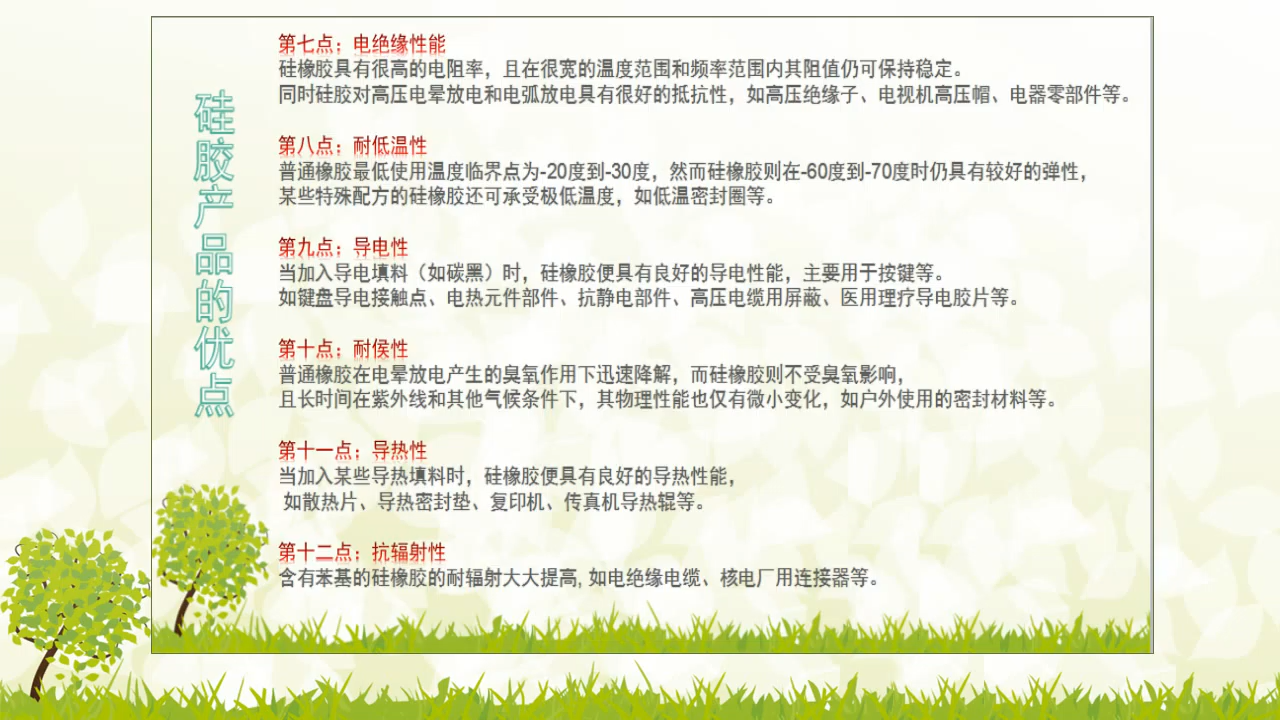 硅胶产品的优点
第七点：电绝缘性能
硅橡胶具有很高的电阻率，且在很宽的温度范围和频率范围内其阻值仍可保持稳定。
同时硅胶对高压电晕放电和电弧放电具有很好的抵抗性，如高压绝缘子、电视机高压帽、电器零部件等。
第八点：耐低温性
普通橡胶最低使用温度临界点为-20度到-30度，然而硅橡胶则在-60度到-70度时仍具有较好的弹性，
某些特殊配方的硅橡胶还可承受极低温度，如低温密封圈等。
第九点：导电性
当加入导电填料（如碳黑）时，硅橡胶便具有良好的导电性能，主要用于按键等。
如键盘导电接触点、电热元件部件、抗静电部件、高压电缆用屏蔽、医用理疗导电胶片等。
第十点：耐侯性
普通橡胶在电晕放电产生的臭氧作用下迅速降解，而硅橡胶则不受臭氧影响，
且长时间在紫外线和其他气候条件下，其物理性能也仅有微小变化，如户外使用的密封材料等。
第十一点：导热性
当加入某些导热填料时，硅橡胶便具有良好的导热性能，
如散热片、导热密封垫、复印机、传真机导热辊等。
第十二点：抗辐射性
含有苯基的硅橡胶的耐辐射大大提高, 如电绝缘电缆、核电厂用连接器等。